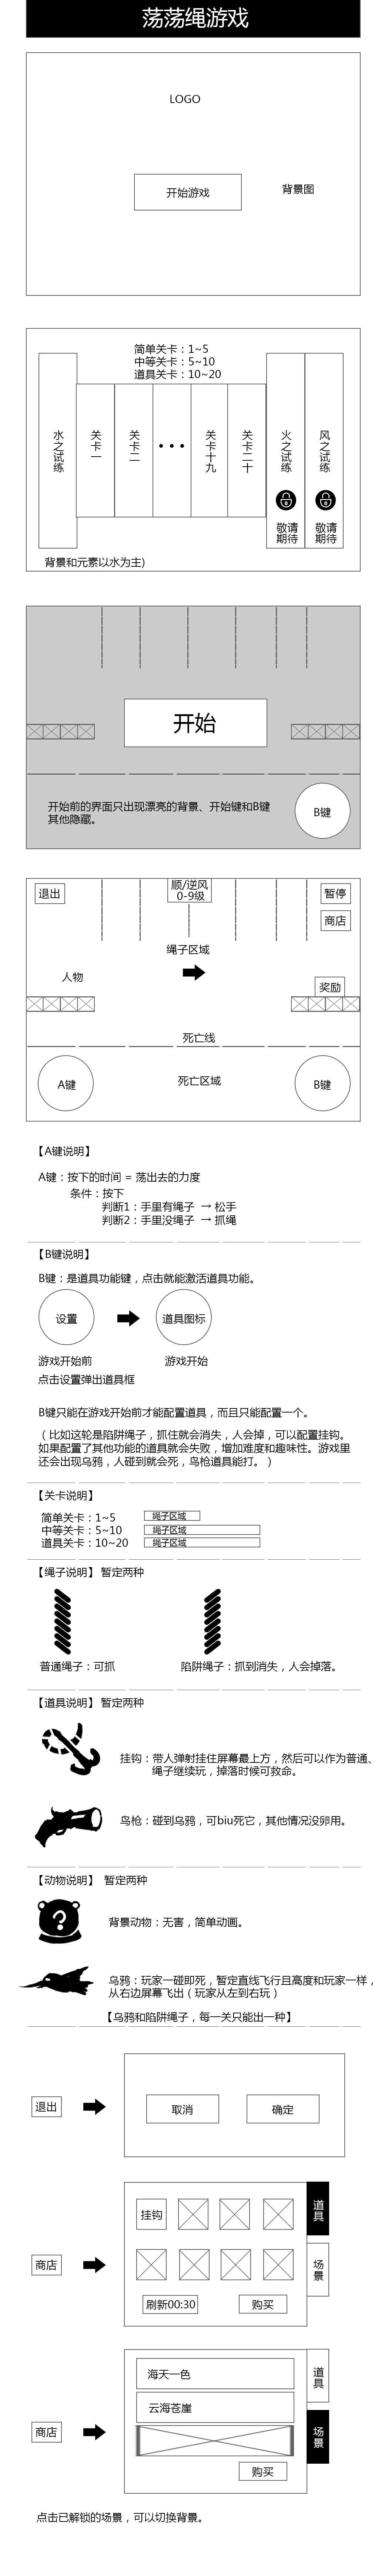 荡荡绳游戏
LOGO
开始游戏
背景图
简单关卡：1~5
中等关卡：5~10
道具关卡：10~20
水之试练
关卡一
关卡二
•••
关卡十九
关卡二十
火之试练
敬请
期待
风之试练
敬请
期待
背景和元素以水为主)
开始
开始前的界面只出现漂亮的背景、开始键和B键
其他隐藏。
B键
退出
顺/逆风
0-9级
暂停
商店
绳子区域
人物
奖励
死亡线
A键
死亡区域
B键
【A键说明】
A键：按下的时间 = 荡出去的力度
条件：按下
判断1：手里有绳子 → 松手
判断2：手里没绳子 → 抓绳
【B键说明】
B键：是道具功能键，点击就能激活道具功能。
设置
道具图标
游戏开始前
游戏开始
点击设置弹出道具框
B键只能在游戏开始前才能配置道具，而且只能配置一个。
（比如这轮是陷阱绳子，抓住就会消失，人会掉，可以配置挂钩。
如果配置了其他功能的道具就会失败，增加难度和趣味性。游戏里
还会出现乌鸦，人碰到就会死，鸟枪道具能打。）
【关卡说明】
简单关卡：1~5
绳子区域
中等关卡：5~10
绳子区域
道具关卡：10~20
绳子区域
【绳子说明】 暂定两种
普通绳子：可抓
陷阱绳子：抓到消失，人会掉落。
【道具说明】 暂定两种
挂钩：带人弹射挂住屏幕最上方，然后可以作为普通、
绳子继续玩，掉落时候可救命。
鸟枪：碰到乌鸦，可biu死它，其他情况没卵用。
【动物说明】 暂定两种
?
背景动物：无害，简单动画。
乌鸦：玩家一碰即死，暂定直线飞行且高度和玩家一样，
从右边屏幕飞出（玩家从左到右玩）
【乌鸦和陷阱绳子，每一关只能出一种】
退出
取消
确定
商店
挂钩
道具
场景
刷新00:30
购买
商店
海天一色
云海苍崖
道具
场景
购买
点击已解锁的场景，可以切换背景。